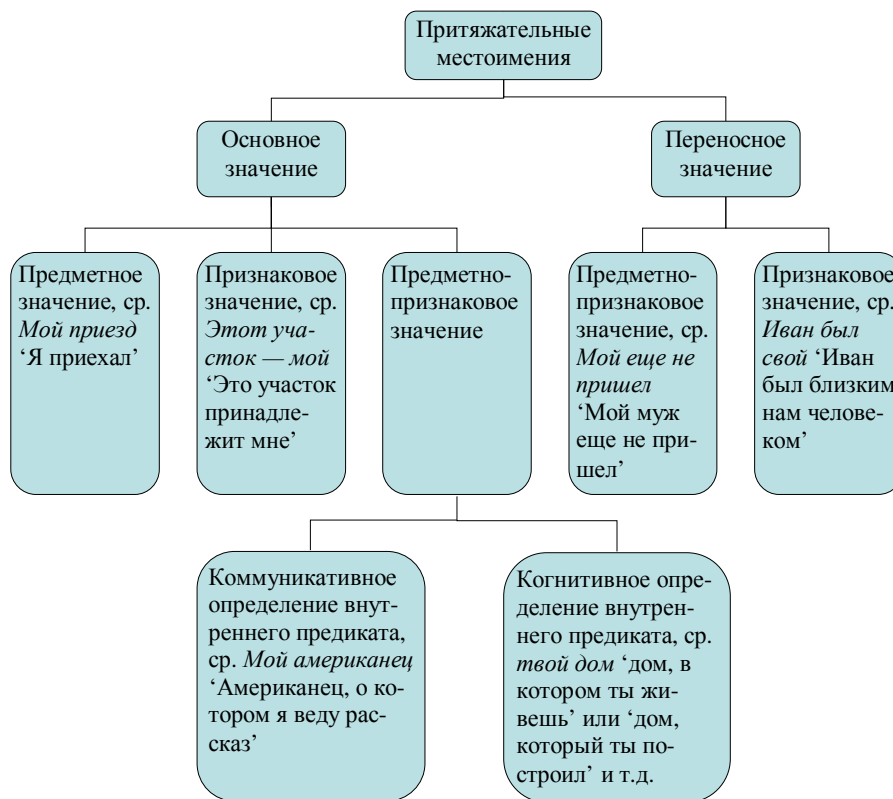 Притяжательные
местоимения
Основное
значение
Переносное
значение
Предметное
значение, ср.
Мой приезд
‘Я приехал’
Признаковое
значение, ср.
Этот уча-
сток — мой
‘Это участок
принадле-
жит мне’
Предметно-
признаковое
значение
Предметно-
признаковое
значение, ср.
Мой еще не
пришел
‘Мой муж
еще не при-
шел’
Признаковое
значение, ср.
Иван был
свой ‘Иван
был близким
нам челове-
ком’
Коммуникативное
определение внут-
реннего предиката,
ср. Мой американец
‘Американец, о ко-
тором я веду рас-
сказ’
Когнитивное опре-
деление внутрен-
него предиката, ср.
твой дом ‘дом, в
котором ты жи-
вешь’ или ‘дом,
который ты по-
строил’ и т.д.